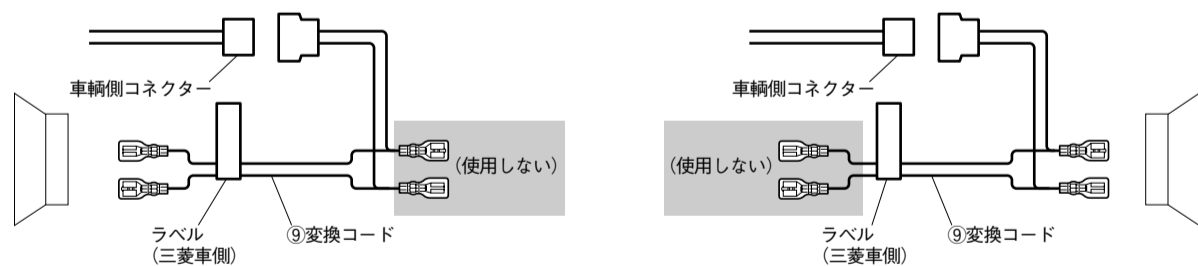 車輌側コネクター
(使用しない)
ラベル
(三菱車側)
⑨変換コード
車輌側コネクター
(使用しない)
ラベル
(三菱車側)
⑨変換コード